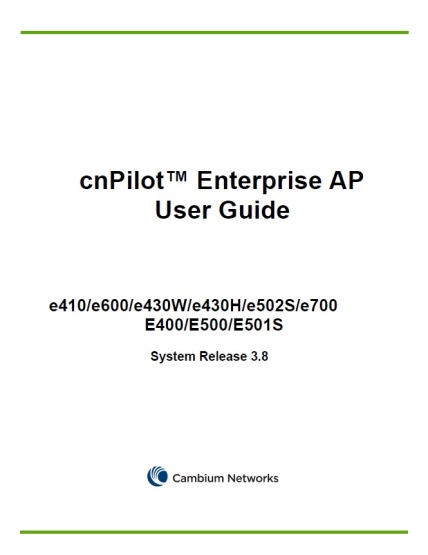 cnPilot™ Enterprise AP
User Guide
e410/e600/e430W/e430H/e502S/e700
E400/E500/E501S
System Release 3.8
Cambium Networks